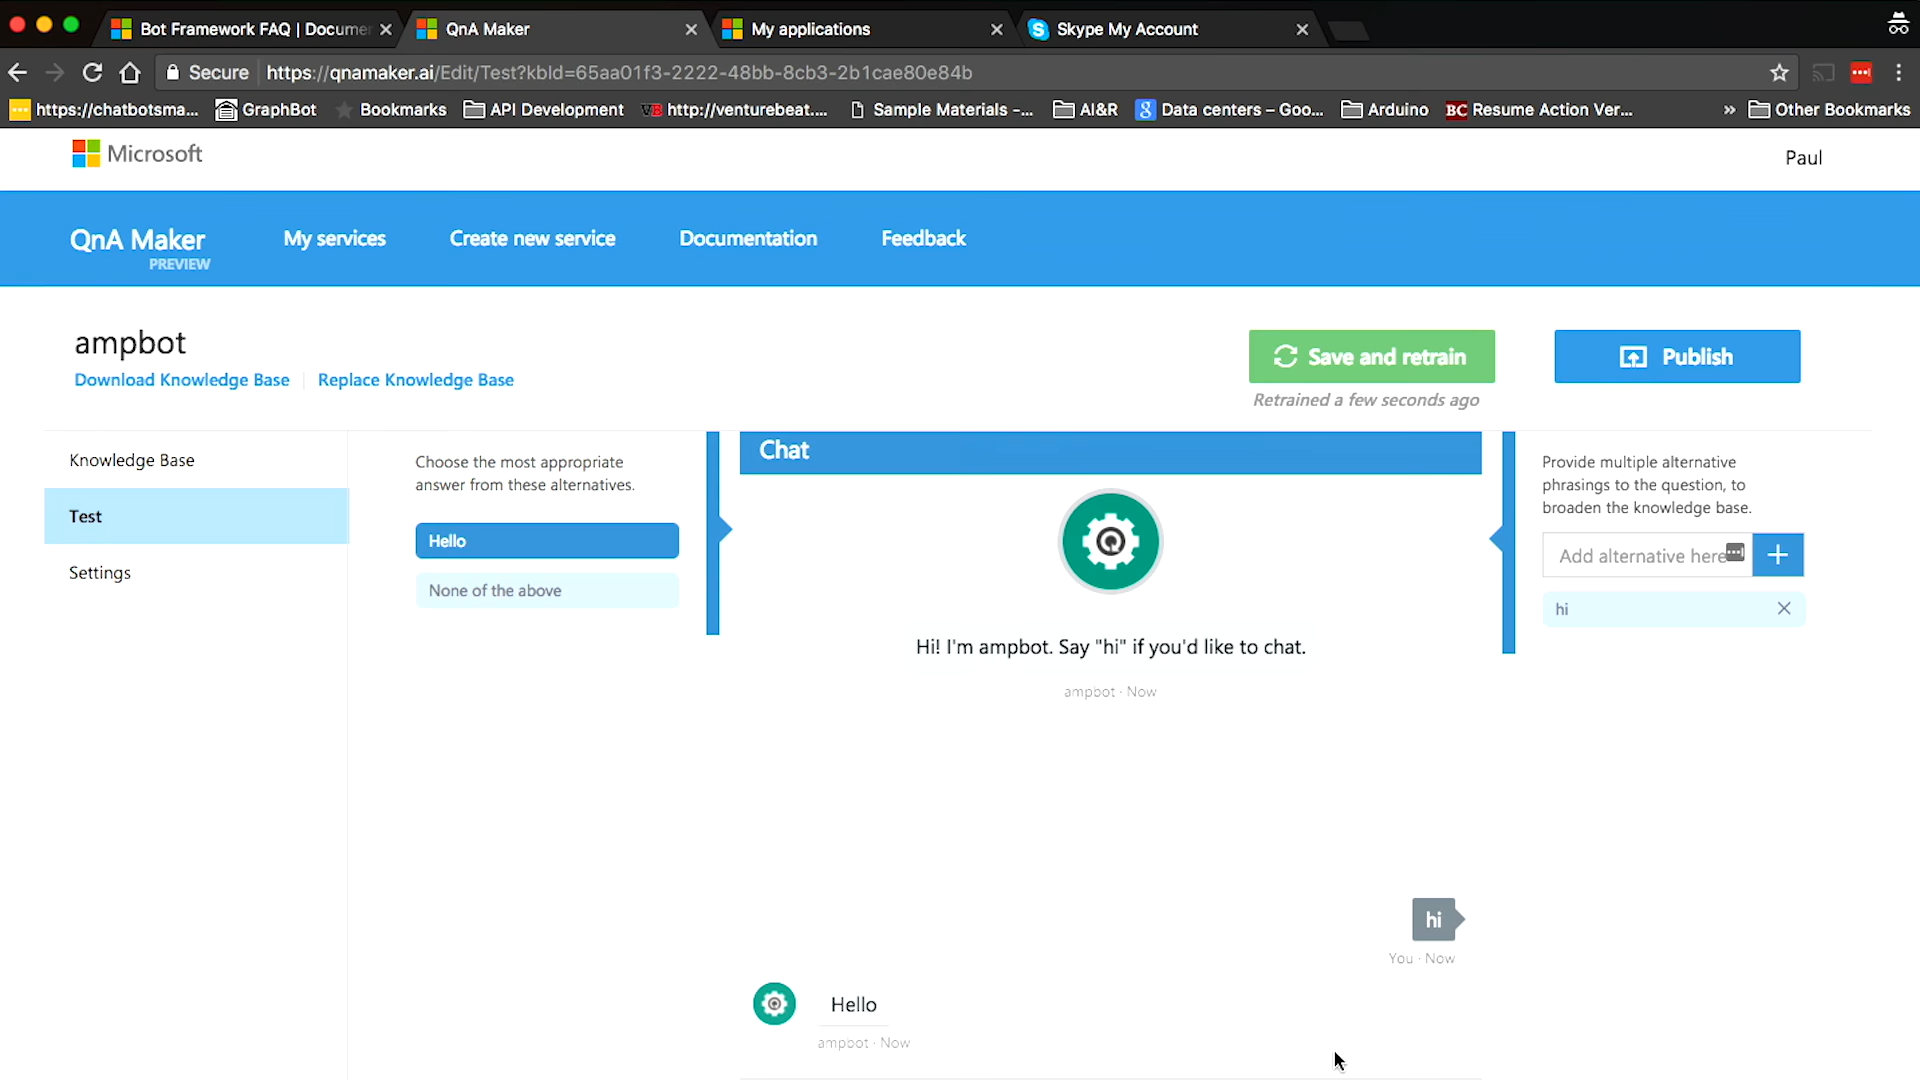 Bot Framework FAQ | Docume
QnA Maker
My applications
Skype My Account
Secure
https://qnamaker.ai/Edit/Test?kbId=65aa01f3-2222-48bb-8cb3-2b1cae80e84b
https://chatbotsma...
GraphBot
Bookmarks
API Development
VB http://venturebeat....
Sample Materials –...
AI&R
8 Data centers – Goo...
Arduino
BC Resume Action Ver...
» Other Bookmarks
Microsoft
Paul
QnA Maker
PREVIEW
My services
Create new service
Documentation
Feedback
ampbot
Download Knowledge Base
Replace Knowledge Base
Save and retrain
Publish
Retrained a few seconds ago
Knowledge Base
Test
Settings
Choose the most appropriate
answer from these alternatives.
Hello
None of the above
Chat
Hi! I'm ampbot. Say "hi" if you'd like to chat.
ampbot · Now
hi
You · Now
Hello
ampbot · Now
Provide multiple alternative
phrasings to the question, to
broaden the knowledge base.
Add alternative here
hi